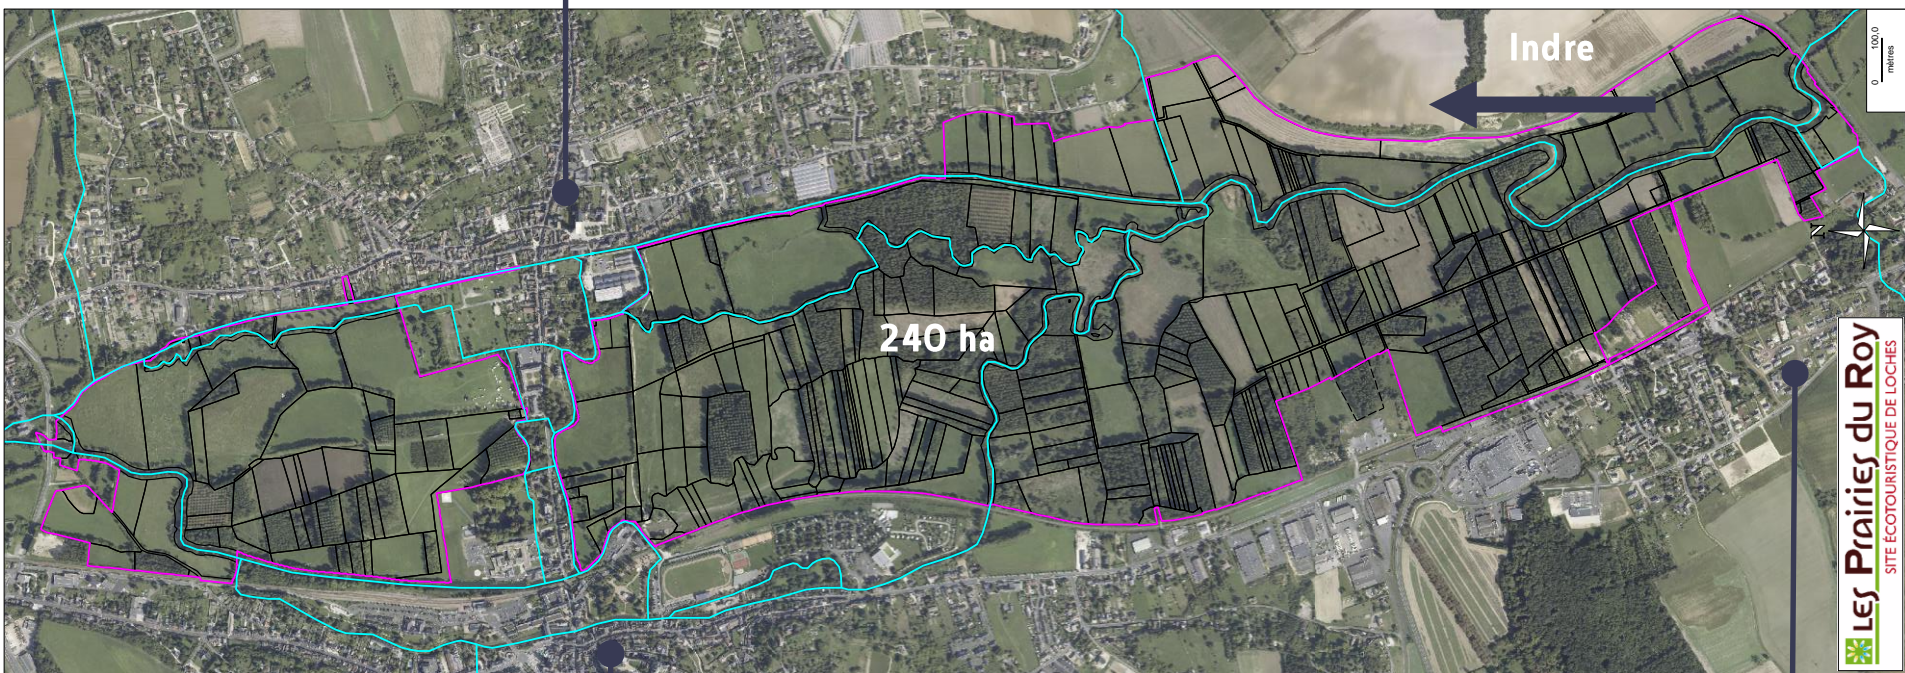 Indre
240 ha
0 100,0
mètres
N
LES Prairies du Roy
SITE ÉCOTOURISTIQUE DE LOCHES